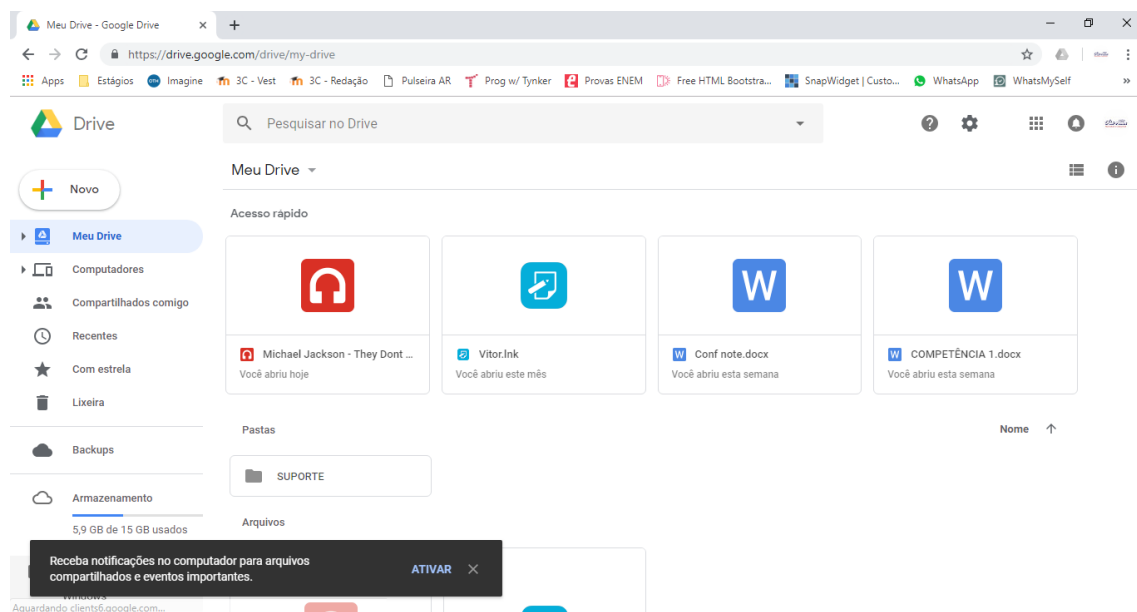 Meu Drive - Google Drive
https://drive.google.com/drive/my-drive
Apps Estágios Imagine 3C - Vest 3C - Redação Pulseira AR Prog w/ Tynker Provas ENEM Free HTML Bootstra... SnapWidget | Custo... WhatsApp WhatsMySelf »
Drive
Pesquisar no Drive
Meu Drive
Novo
Acesso rápido
Meu Drive
Computadores
Compartilhados comigo
Recentes
Com estrela
Lixeira
Backups
Armazenamento
5,9 GB de 15 GB usados
Michael Jackson - They Dont ...
Você abriu hoje
Vitor.lnk
Você abriu este mês
W
Conf note.docx
Você abriu esta semana
W
COMPETÊNCIA 1.docx
Você abriu esta semana
Pastas
Nome
SUPORTE
Arquivos
Receba notificações no computador para arquivos
compartilhados e eventos importantes.
ATIVAR
Windows
Aguardando clients6.google.com...